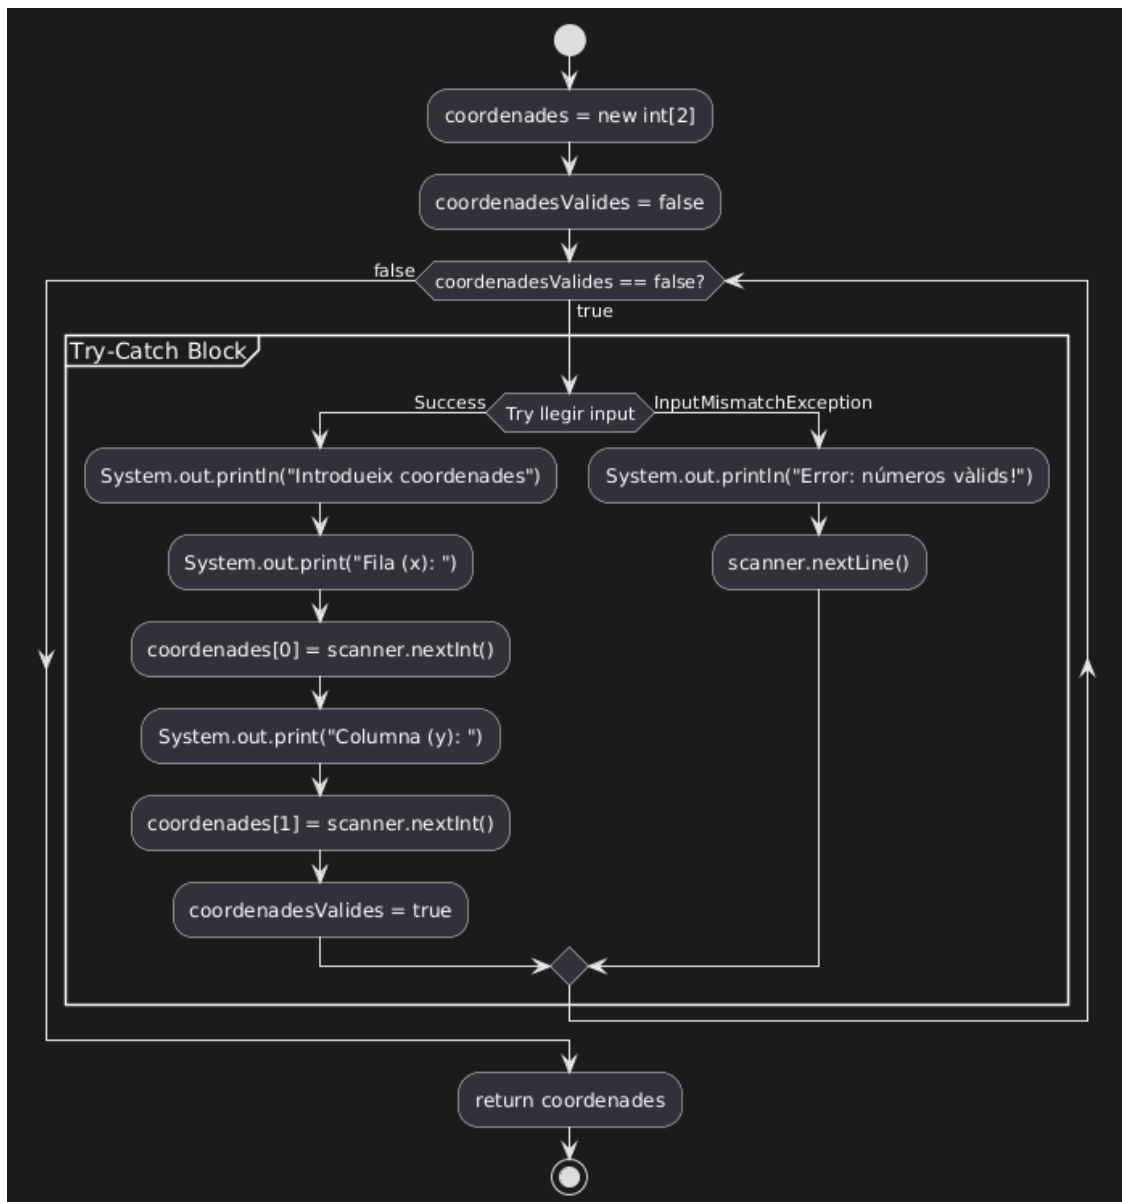 coordenades = new int[2]
coordenadesValides = false
false
coordenadesValides == false?
true
Try-Catch Block
Success
Try llegir input
InputMismatchException
System.out.println("Introdueix coordenades")
System.out.print("Fila (x): ")
coordenades[0] = scanner.nextInt()
System.out.print("Columna (y): ")
coordenades[1] = scanner.nextInt()
coordenadesValides = true
System.out.println("Error: números vàlids!")
scanner.nextLine()
return coordenades